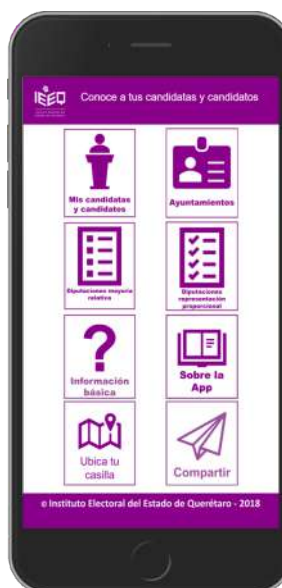 IEEQ
Conoce a tus candidatas y candidatos
Mis candidatas
y candidatos
Ayuntamientos
Diputaciones mayoría
relativa
Diputaciones
representación
proporcional
Información
básica
Sobre la
App
Ubica tu
casilla
Compartir
© Instituto Electoral del Estado de Querétaro - 2018